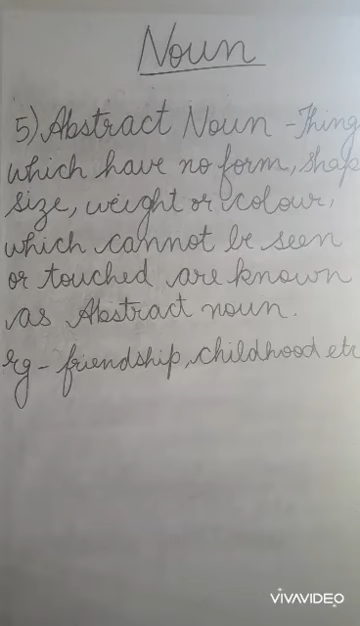 Noun
5) Abstract Noun - Thing
which have no form, shap
size, weight or colour,
which cannot be seen
or touched are known
as Abstract noun.
eg - friendship, childhood etc
VIVAVIDEO